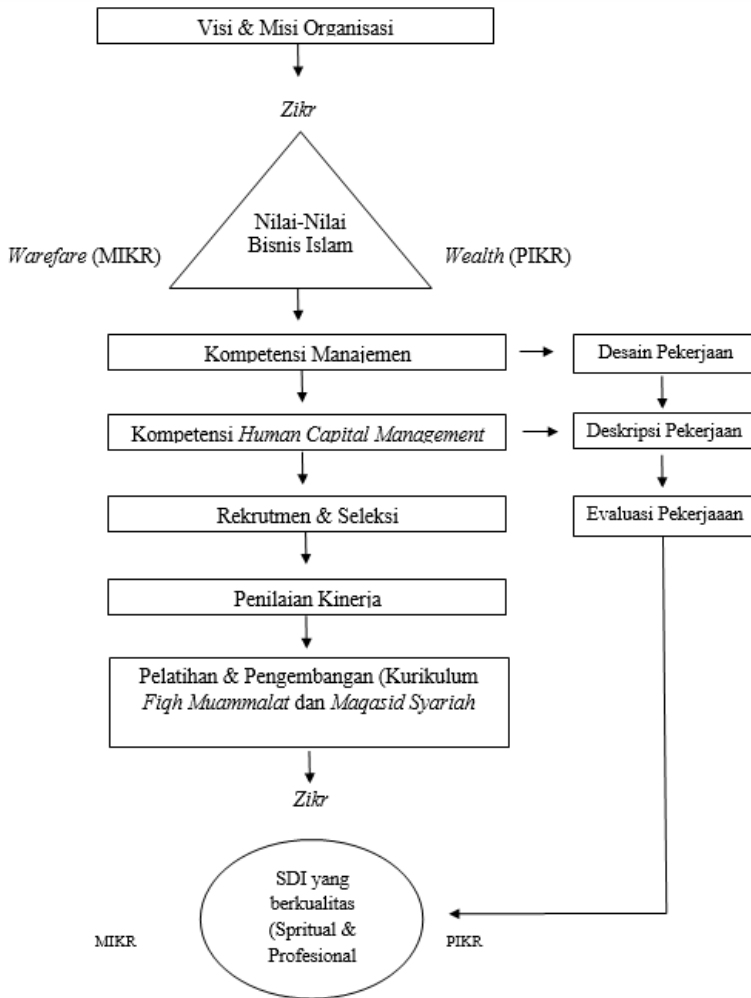 Visi & Misi Organisasi
Zikr
Nilai-Nilai
Bisnis Islam
Warefare (MIKR)
Wealth (PIKR)
Kompetensi Manajemen
Desain Pekerjaan
Kompetensi Human Capital Management
Deskripsi Pekerjaan
Rekrutmen & Seleksi
Evaluasi Pekerjaaan
Penilaian Kinerja
Pelatihan & Pengembangan (Kurikulum
Fiqh Muammalat dan Maqasid Syariah
Zikr
SDI yang
berkualitas
(Spritual &
Profesional
MIKR
PIKR